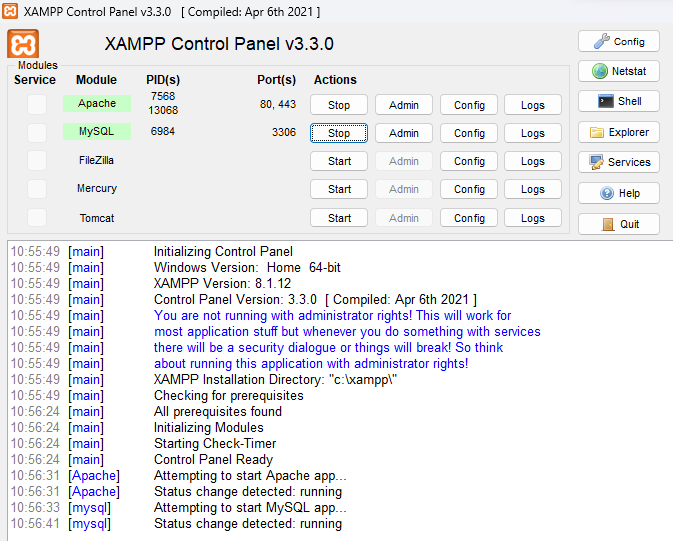 XAMPP Control Panel v3.3.0 [ Compiled: Apr 6th 2021 ]
XAMPP Control Panel v3.3.0
Config
Modules
Service Module PID(s) Port(s) Actions
Netstat
Apache 7568 13068 80, 443 Stop Admin Config Logs
Shell
MySQL 6984 3306 Stop Admin Config Logs
Explorer
FileZilla Start Admin Config Logs
Services
Mercury Start Admin Config Logs
Help
Tomcat Start Admin Config Logs
Quit
10:55:49 [main] Initializing Control Panel
10:55:49 [main] Windows Version: Home 64-bit
10:55:49 [main] XAMPP Version: 8.1.12
10:55:49 [main] Control Panel Version: 3.3.0 [ Compiled: Apr 6th 2021 ]
10:55:49 [main] You are not running with administrator rights! This will work for
10:55:49 [main] most application stuff but whenever you do something with services
10:55:49 [main] there will be a security dialogue or things will break! So think
10:55:49 [main] about running this application with administrator rights!
10:55:49 [main] XAMPP Installation Directory: "c:\xampp\"
10:55:49 [main] Checking for prerequisites
10:56:24 [main] All prerequisites found
10:56:24 [main] Initializing Modules
10:56:24 [main] Starting Check-Timer
10:56:24 [main] Control Panel Ready
10:56:31 [Apache] Attempting to start Apache app...
10:56:31 [Apache] Status change detected: running
10:56:33 [mysql] Attempting to start MySQL app...
10:56:41 [mysql] Status change detected: running